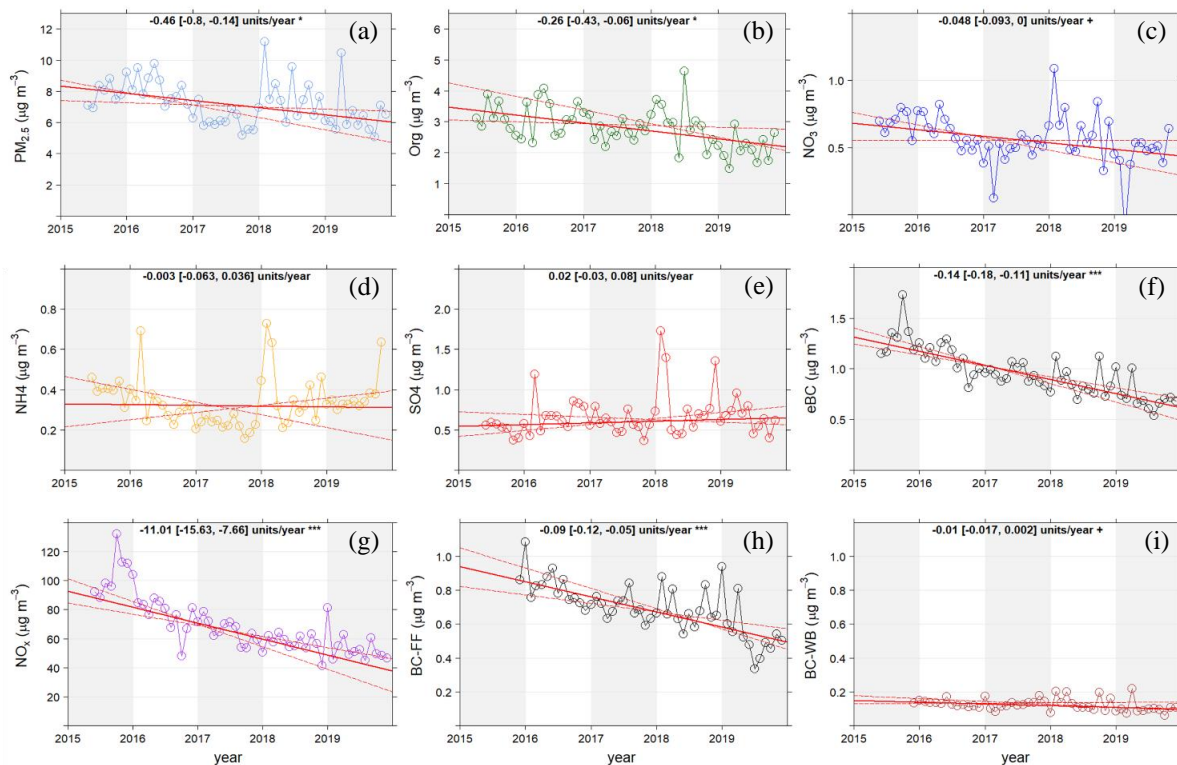 -0.46 [-0.8, -0.14] units/year *
(a)
PM2.5 (µg m−3)
12
10
8
6
4
2
2015 2016 2017 2018 2019
-0.26 [-0.43, -0.06] units/year *
(b)
Org (µg m−3)
6
5
4
3
2
1
2015 2016 2017 2018 2019
-0.048 [-0.093, 0] units/year +
(c)
NO3 (µg m−3)
1.0
0.5
2015 2016 2017 2018 2019
-0.003 [-0.063, 0.036] units/year
(d)
NH4 (µg m−3)
0.8
0.6
0.4
0.2
2015 2016 2017 2018 2019
0.02 [-0.03, 0.08] units/year
(e)
SO4 (µg m−3)
2.0
1.5
1.0
0.5
2015 2016 2017 2018 2019
-0.14 [-0.18, -0.11] units/year ***
(f)
eBC (µg m−3)
1.5
1.0
0.5
2015 2016 2017 2018 2019
-11.01 [-15.63, -7.66] units/year ***
(g)
NOx (µg m−3)
120
100
80
60
40
20
2015 2016 2017 2018 2019
year
-0.09 [-0.12, -0.05] units/year ***
(h)
BC-FF (µg m−3)
1.0
0.8
0.6
0.4
0.2
2015 2016 2017 2018 2019
year
-0.01 [-0.017, 0.002] units/year +
(i)
BC-WB (µg m−3)
1.0
0.8
0.6
0.4
0.2
2015 2016 2017 2018 2019
year